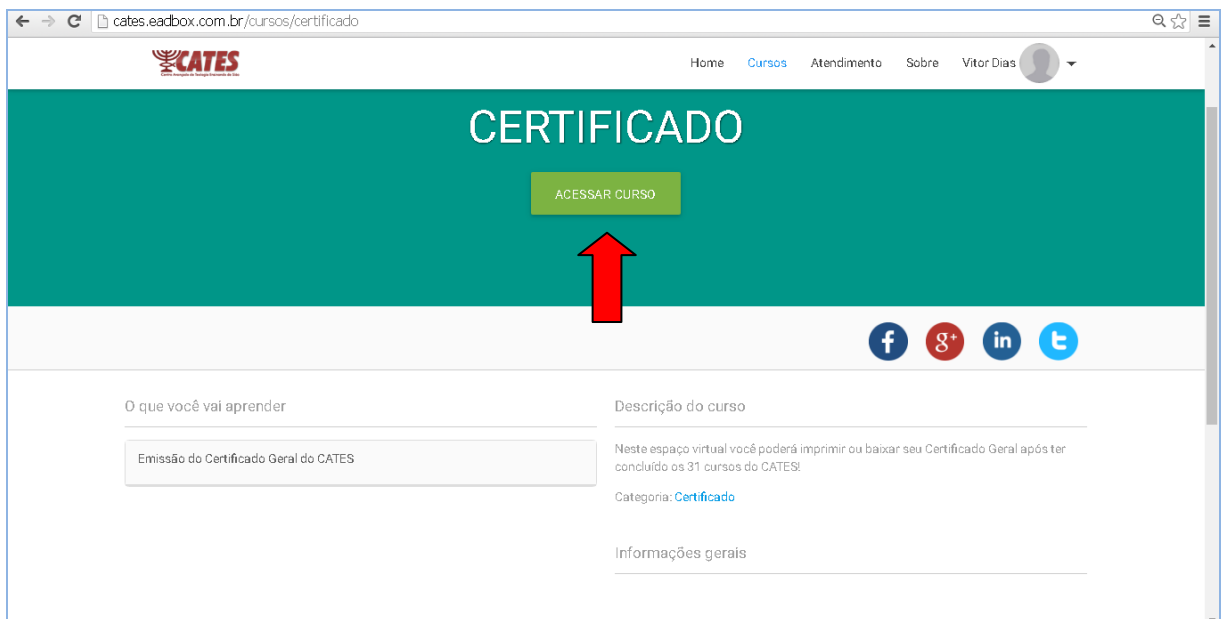 cates.eadbox.com.br/cursos/certificado
CATES
Home Cursos Atendimento Sobre Vitor Dias
CERTIFICADO
ACESSAR CURSO
f g+ in t
O que você vai aprender
Emissão do Certificado Geral do CATES
Descrição do curso
Neste espaço virtual você poderá imprimir ou baixar seu Certificado Geral após ter
concluído os 31 cursos do CATES!
Categoria: Certificado
Informações gerais